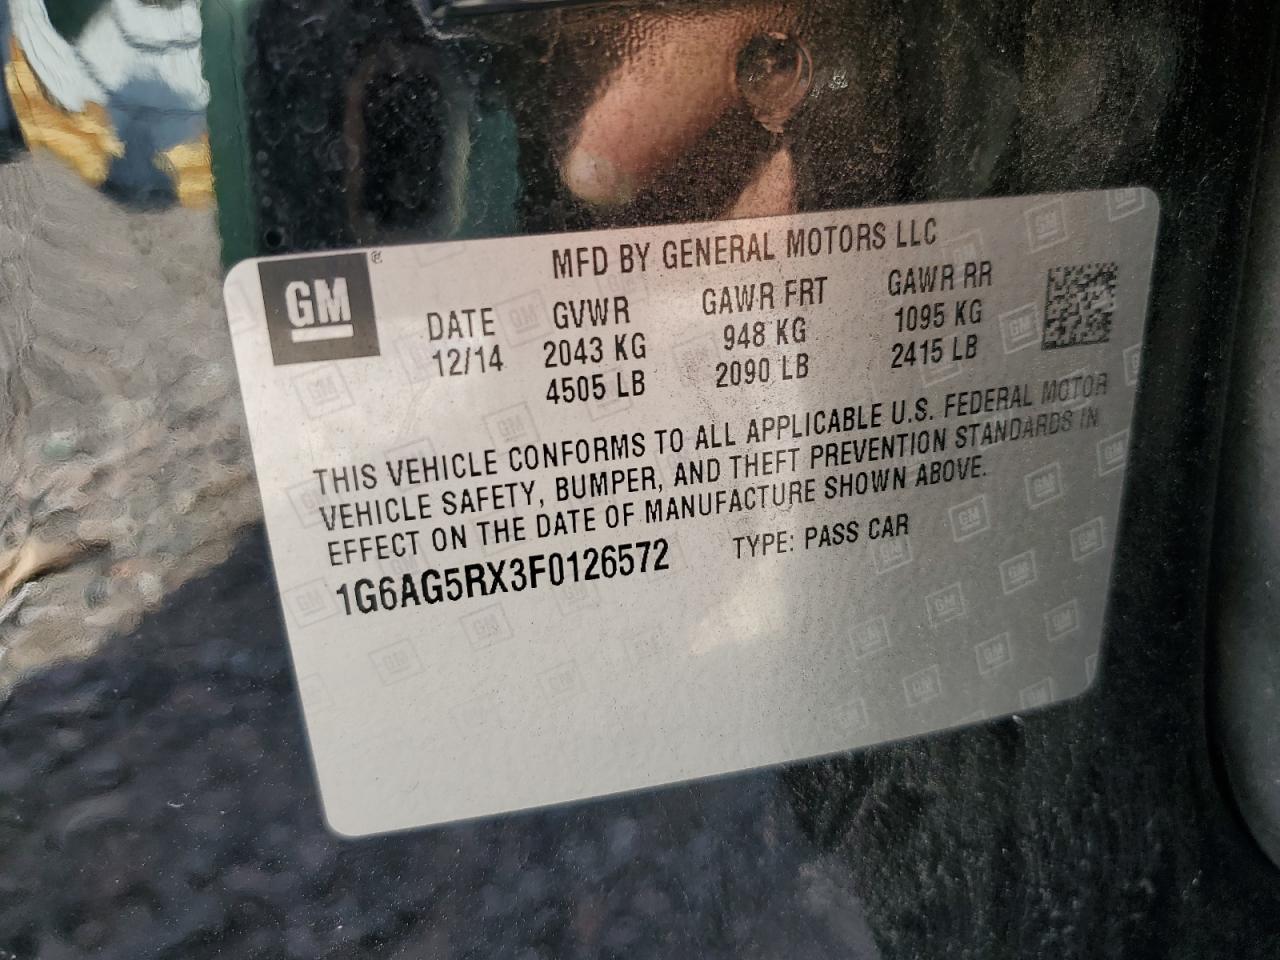 GM ®
MFD BY GENERAL MOTORS LLC
DATE GVWR GAWR FRT GAWR RR
12/14 2043 KG 948 KG 1095 KG
4505 LB 2090 LB 2415 LB
THIS VEHICLE CONFORMS TO ALL APPLICABLE U.S. FEDERAL MOTOR
VEHICLE SAFETY, BUMPER, AND THEFT PREVENTION STANDARDS IN
EFFECT ON THE DATE OF MANUFACTURE SHOWN ABOVE.
1G6AG5RX3F0126572 TYPE: PASS CAR